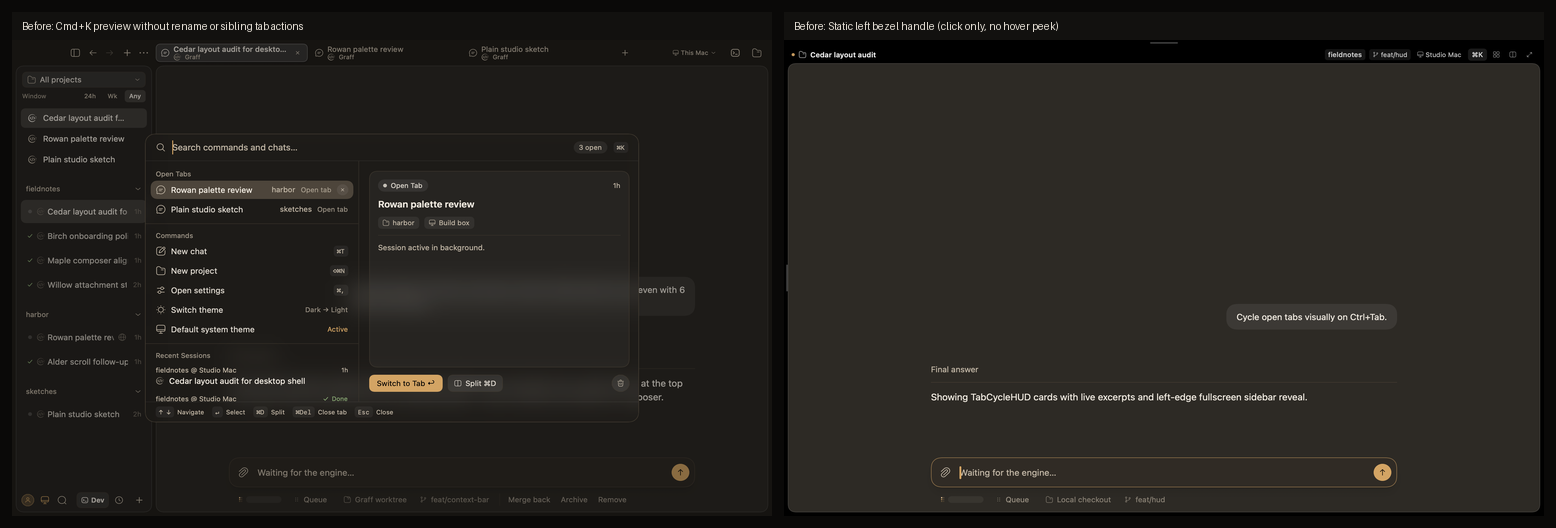 Before: Cmd+K preview without rename or sibling tab actions
Cedar layout audit for deskto...
Graff
Rowan palette review
Graff
Plain studio sketch
Graff
This Mac
All projects
Window 24h Wk Any
Cedar layout audit f...
Rowan palette review
Plain studio sketch
fieldnotes
Cedar layout audit fo 1h
Birch onboarding pol 1h
Maple composer alig 1h
Willow attachment st 2h
harbor
Rowan palette rev 1h
Alder scroll follow-up 1h
sketches
Plain studio sketch 2h
Dev
Search commands and chats...
3 open ⌘K
Open Tabs
Rowan palette review harbor Open tab
Plain studio sketch sketches Open tab
Commands
New chat ⌘T
New project ⇧⌘N
Open settings ⌘,
Switch theme Dark → Light
Default system theme Active
Recent Sessions
fieldnotes @ Studio Mac 1h
Cedar layout audit for desktop shell
fieldnotes @ Studio Mac ✓ Done
Open Tab 1h
Rowan palette review
harbor Build box
Session active in background.
Switch to Tab ↵ Split ⌘D
↑ ↓ Navigate ↵ Select ⌘D Split ⌘Del Close tab Esc Close
even with 6
at the top
poser.
Waiting for the engine...
Queue Graff worktree feat/context-bar Merge back Archive Remove
Before: Static left bezel handle (click only, no hover peek)
Cedar layout audit
fieldnotes feat/hud Studio Mac ⌘K
Cycle open tabs visually on Ctrl+Tab.
Final answer
Showing TabCycleHUD cards with live excerpts and left-edge fullscreen sidebar reveal.
Waiting for the engine...
Queue Local checkout feat/hud